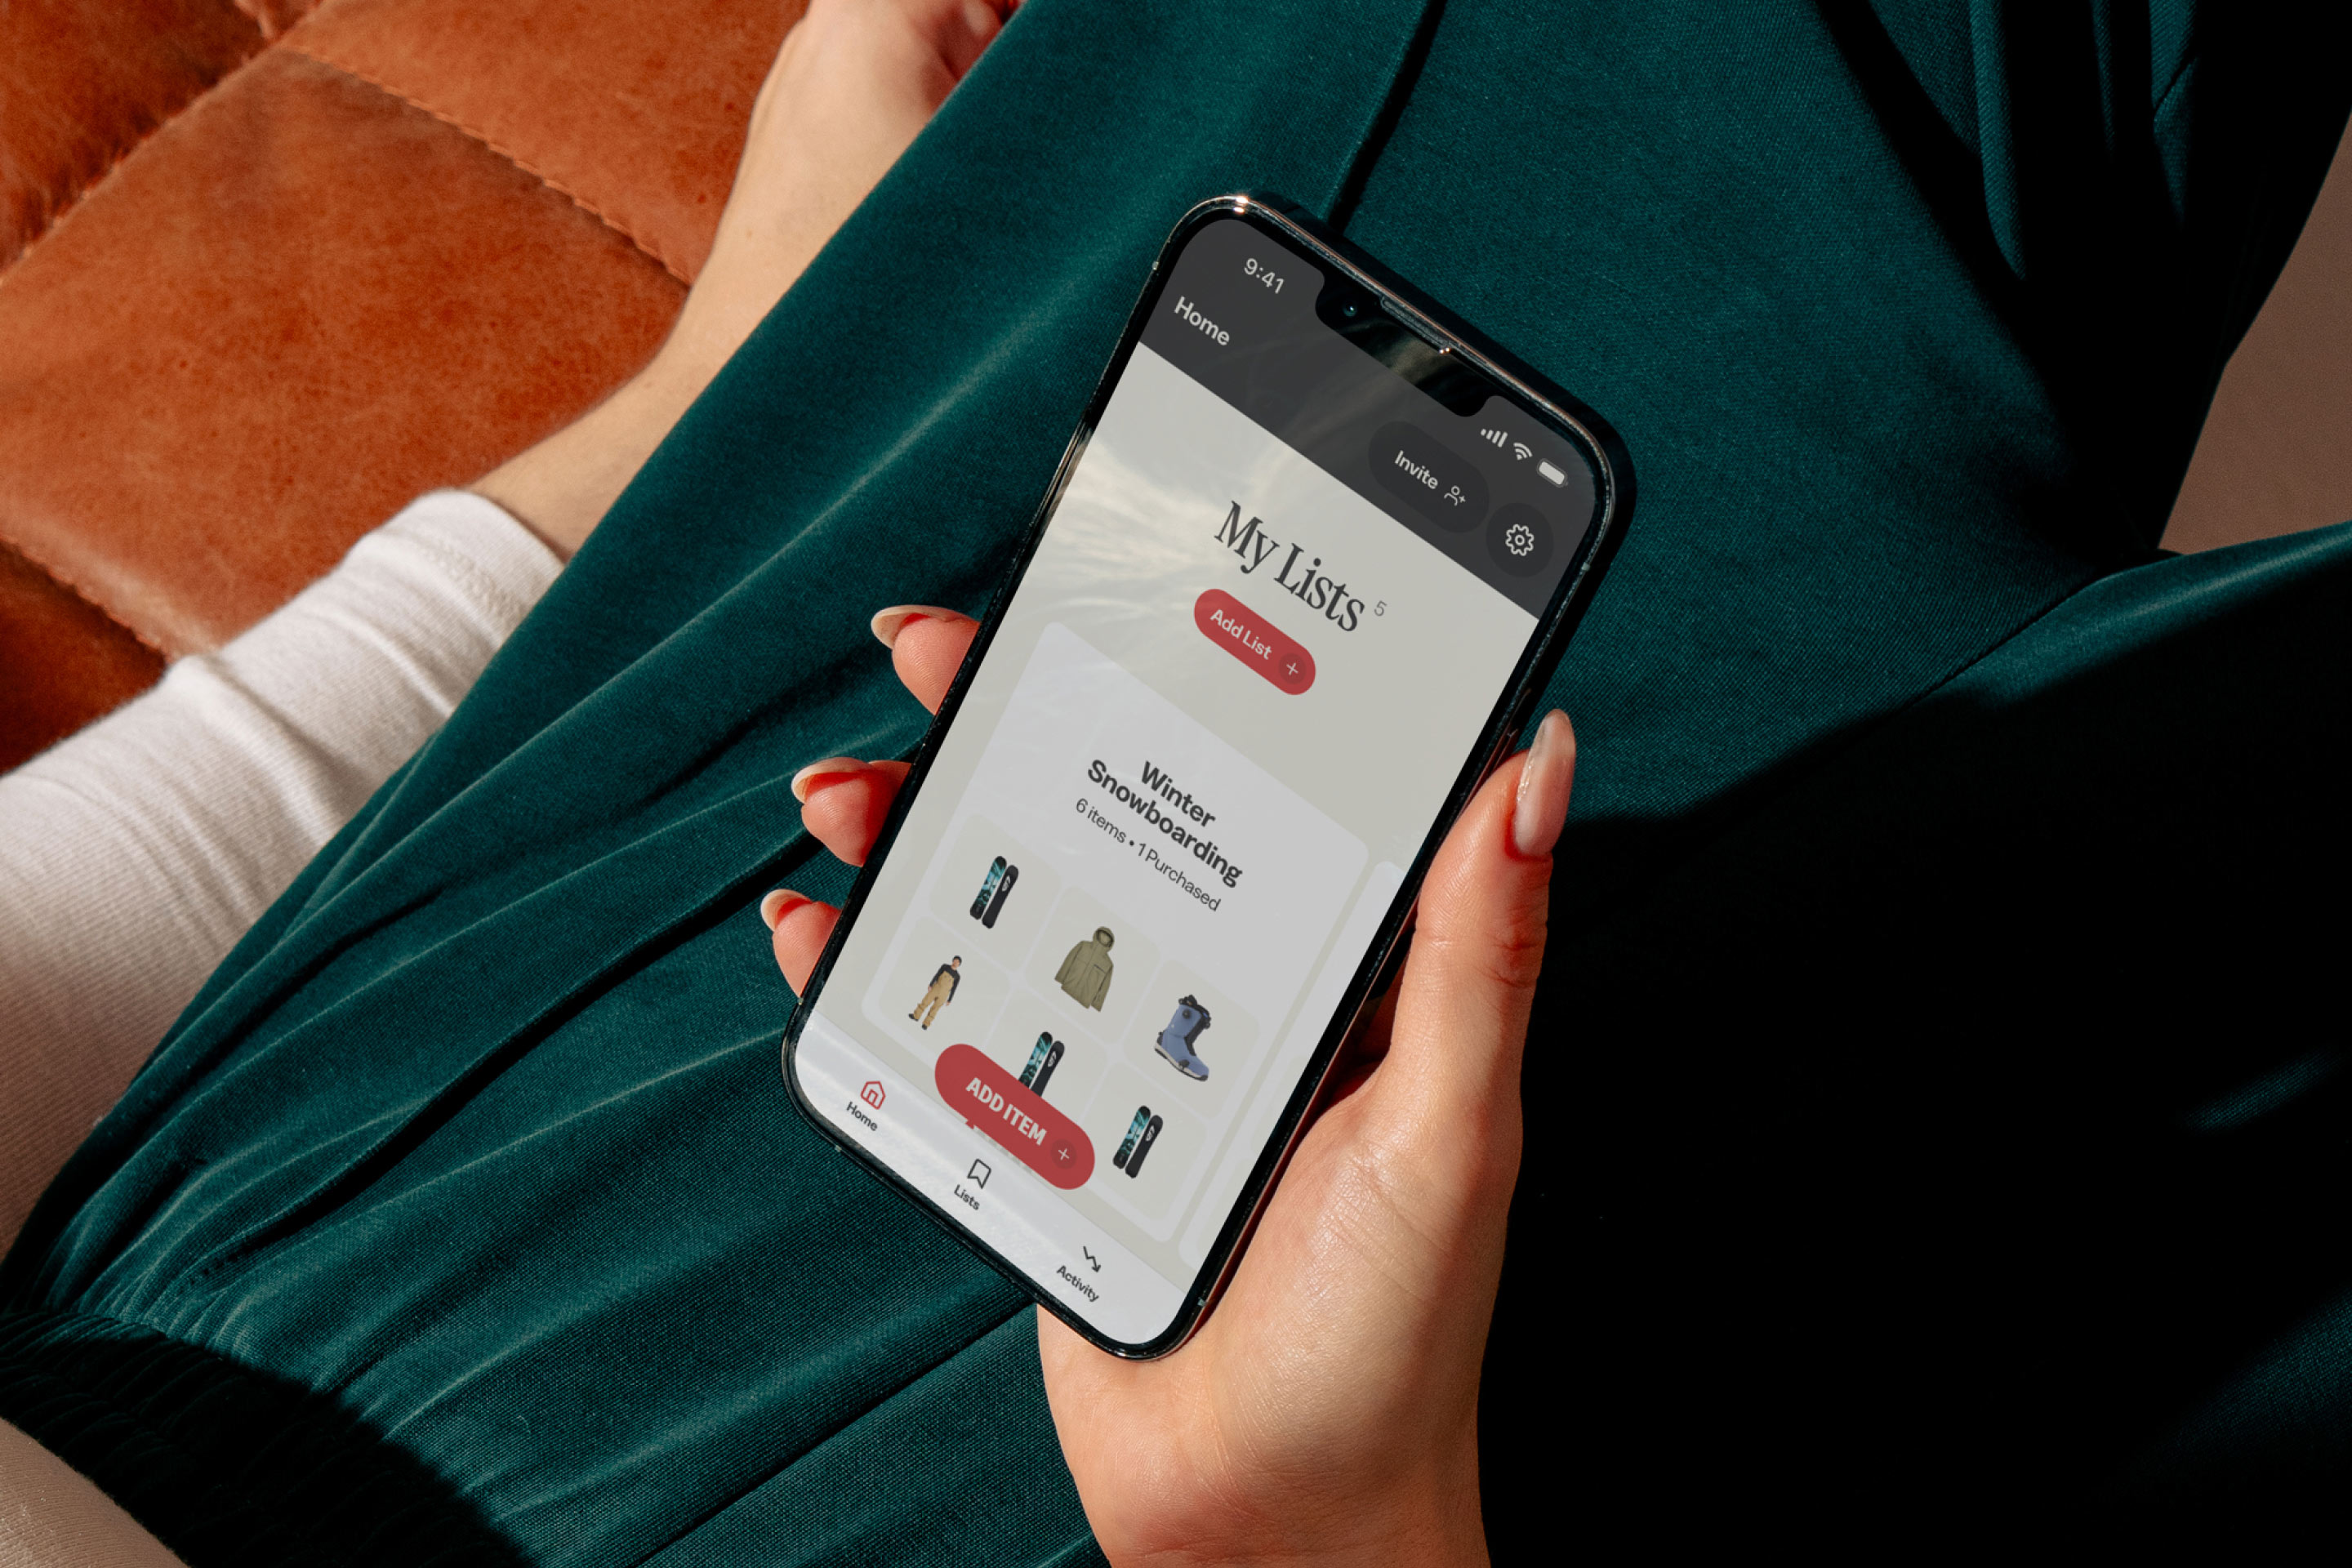 9:41
Home
Invite
My Lists 5
Add List +
Winter
Snowboarding
6 items • 1 Purchased
ADD ITEM +
Home
Lists
Activity